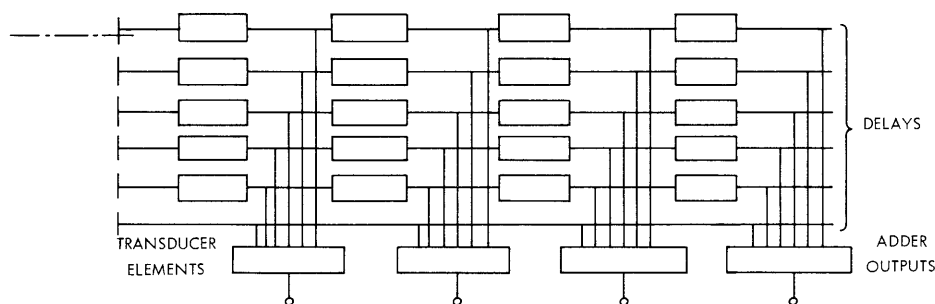 DELAYS
TRANSDUCER
ELEMENTS
ADDER
OUTPUTS